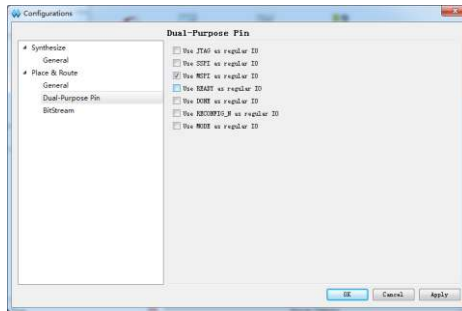 Configurations
Dual-Purpose Pin
Synthesize
General
Place & Route
General
Dual-Purpose Pin
BitStream
Use JTAG as regular IO
Use SSPI as regular IO
Use MSPI as regular IO
Use READY as regular IO
Use DONE as regular IO
Use RECONFIG_N as regular IO
Use MODE as regular IO
OK
Cancel
Apply